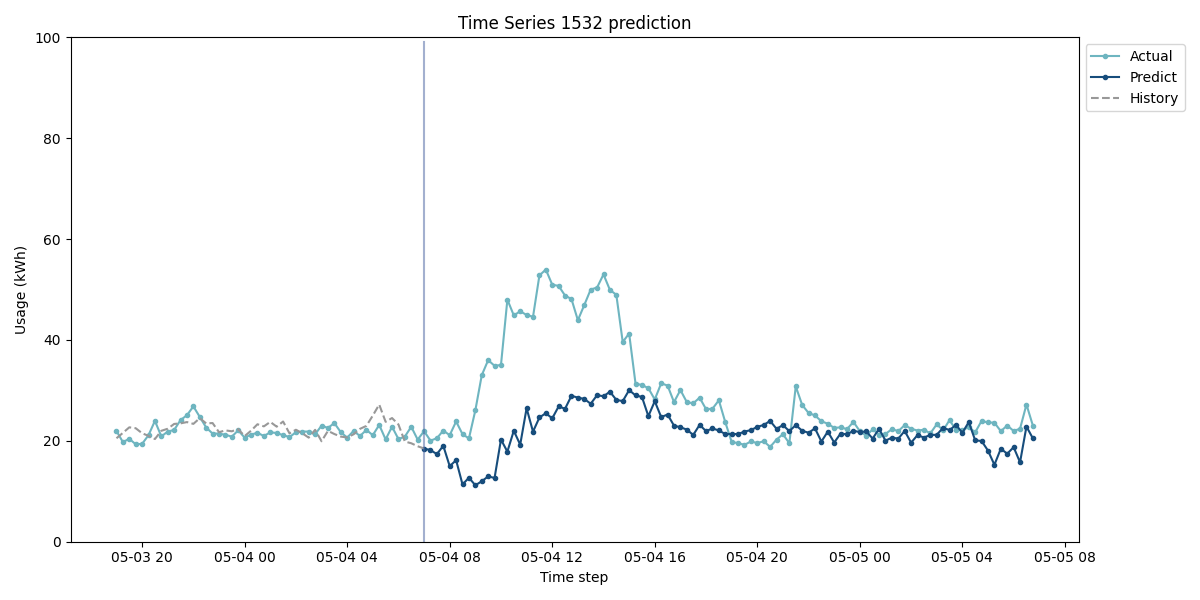 Time Series 1532 prediction
100
80
60
40
20
0
Usage (kWh)
05-03 20
05-04 00
05-04 04
05-04 08
05-04 12
05-04 16
05-04 20
05-05 00
05-05 04
05-05 08
Time step
Actual
Predict
History